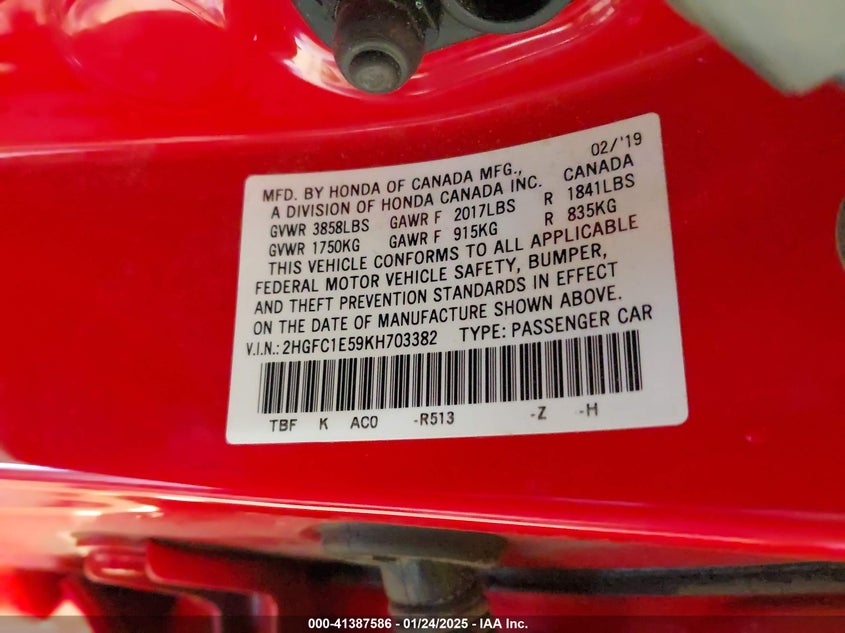 02/'19
MFD. BY HONDA OF CANADA MFG.,
A DIVISION OF HONDA CANADA INC. CANADA
GVWR 3858LBS GAWR F 2017LBS R 1841LBS
GVWR 1750KG GAWR F 915KG R 835KG
THIS VEHICLE CONFORMS TO ALL APPLICABLE
FEDERAL MOTOR VEHICLE SAFETY, BUMPER,
AND THEFT PREVENTION STANDARDS IN EFFECT
ON THE DATE OF MANUFACTURE SHOWN ABOVE.
V.I.N.: 2HGFC1E59KH703382 TYPE: PASSENGER CAR
TBF K AC0 -R513 -Z -H
000-41387586 - 01/24/2025 - IAA Inc.